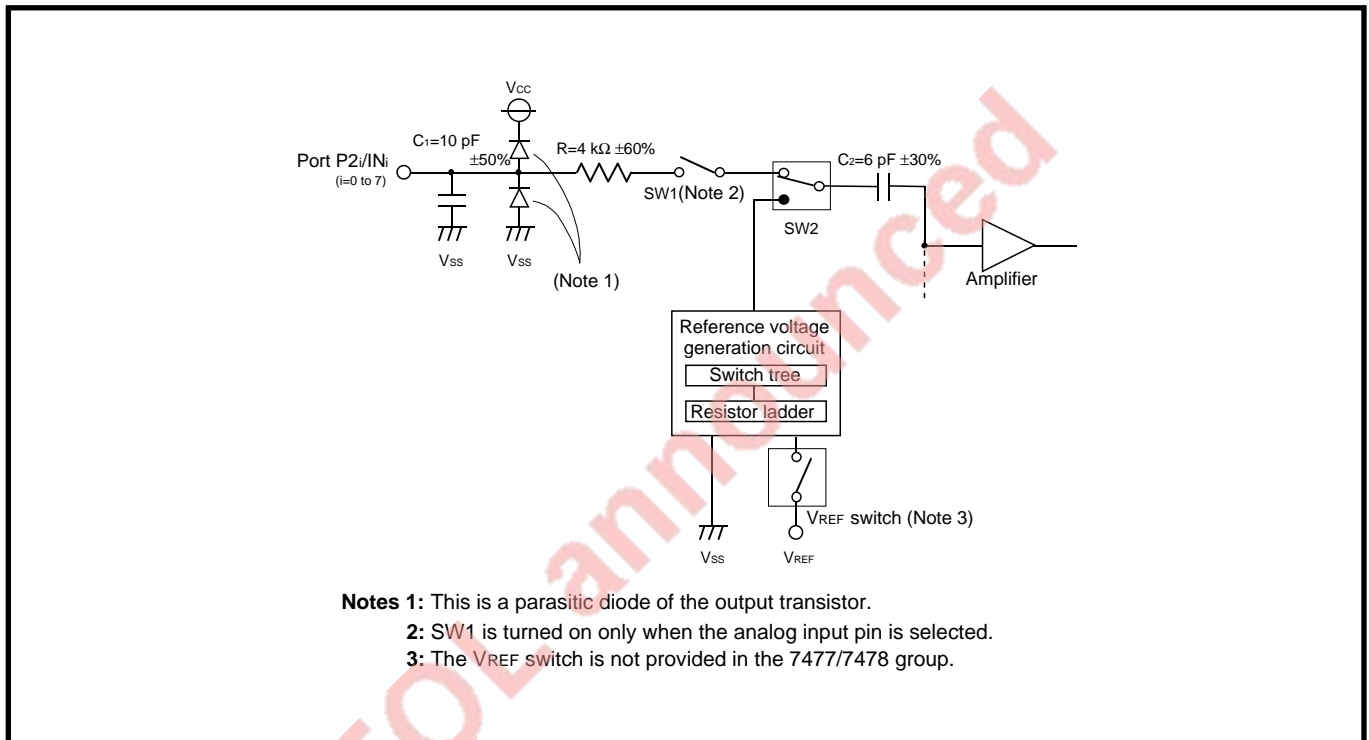 Vcc
C1=10 pF
±50%
R=4 kΩ ±60%
C2=6 pF ±30%
Port P2i/INi
(i=0 to 7)
SW1(Note 2)
SW2
Vss
Vss
(Note 1)
Amplifier
Reference voltage
generation circuit
Switch tree
Resistor ladder
VREF switch (Note 3)
Vss
VREF
Notes 1: This is a parasitic diode of the output transistor.
2: SW1 is turned on only when the analog input pin is selected.
3: The VREF switch is not provided in the 7477/7478 group.
EOL announced